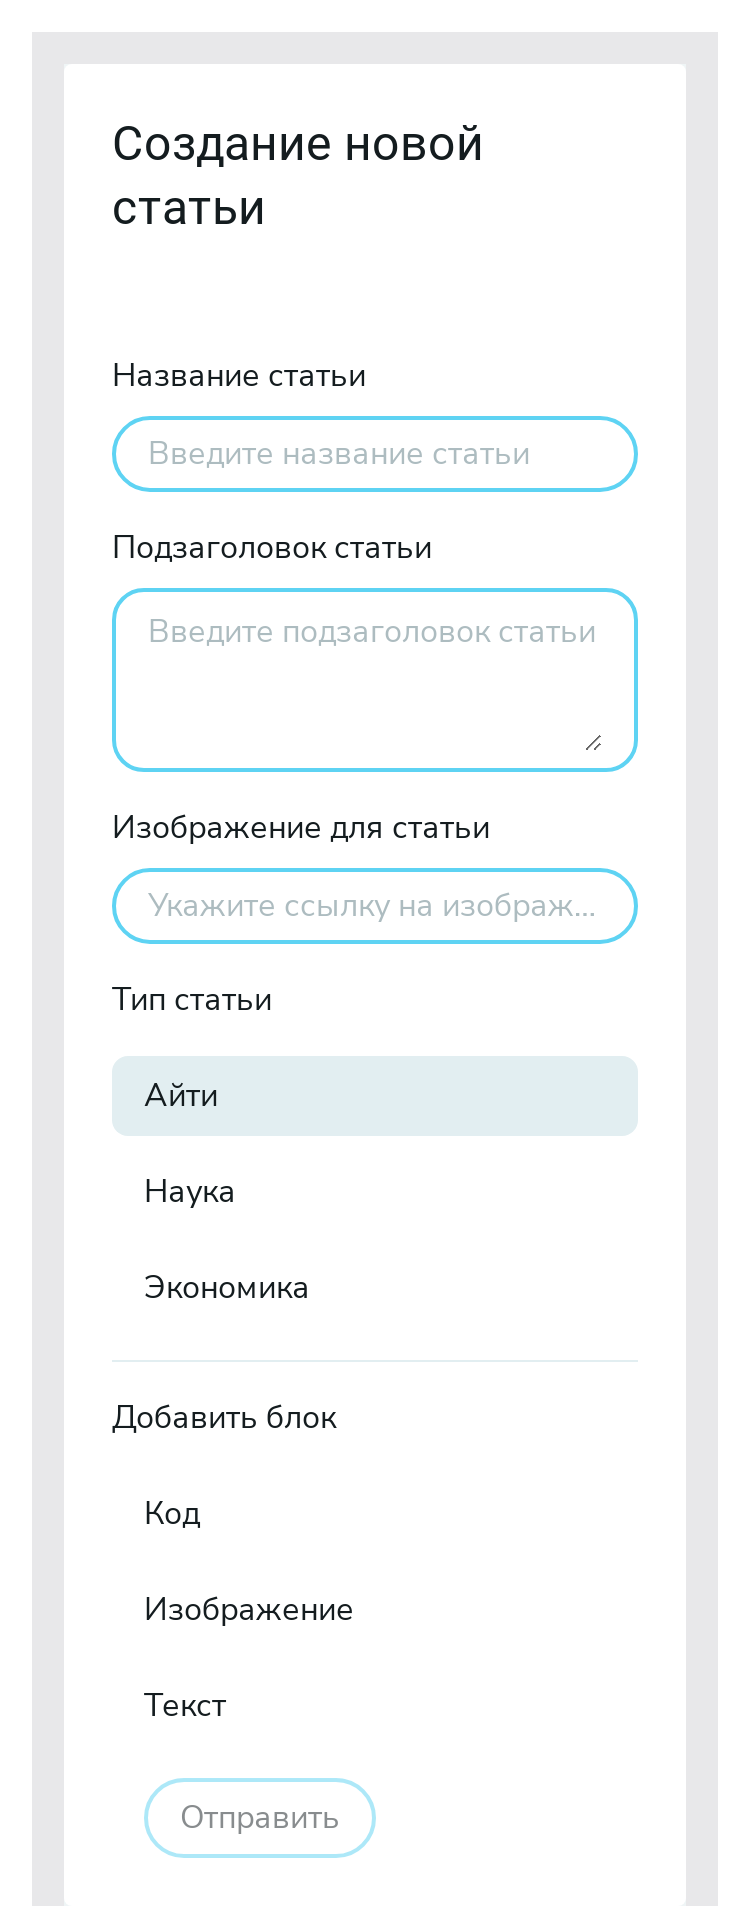 Создание новой
статьи
Название статьи
Введите название статьи
Подзаголовок статьи
Введите подзаголовок статьи
Изображение для статьи
Укажите ссылку на изображ...
Тип статьи
Айти
Наука
Экономика
Добавить блок
Код
Изображение
Текст
Отправить